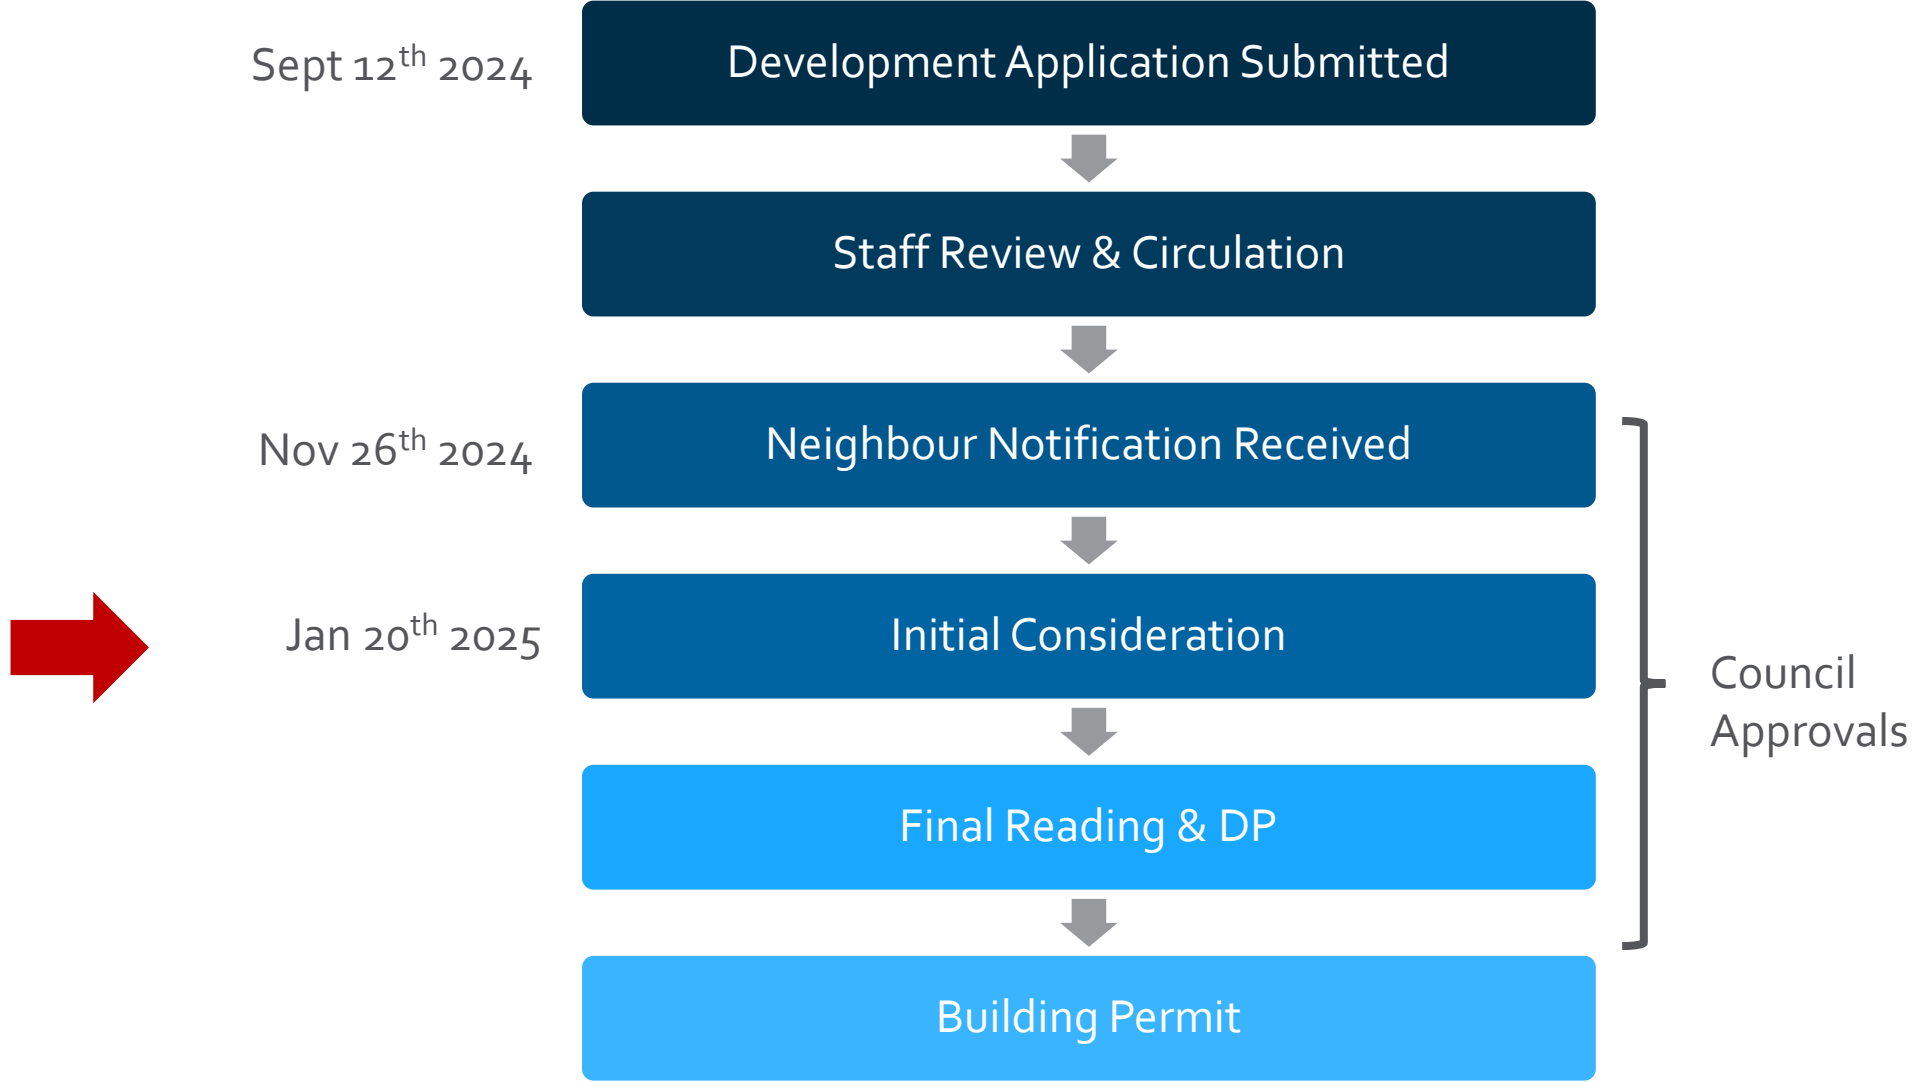 Sept 12th 2024
Development Application Submitted
Staff Review & Circulation
Nov 26th 2024
Neighbour Notification Received
Jan 20th 2025
Initial Consideration
Council
Approvals
Final Reading & DP
Building Permit